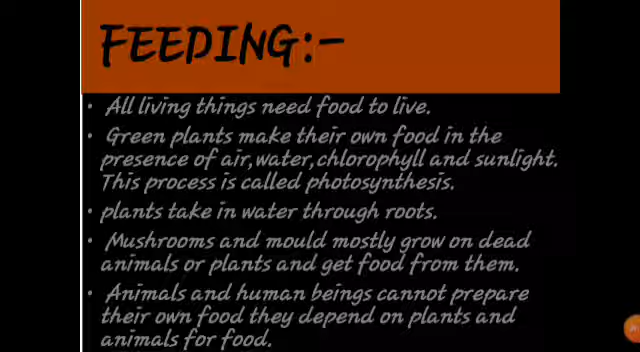 FEEDING:-
• All living things need food to live.
• Green plants make their own food in the
presence of air,water,chlorophyll and sunlight.
This process is called photosynthesis.
• plants take in water through roots.
• Mushrooms and mould mostly grow on dead
animals or plants and get food from them.
• Animals and human beings cannot prepare
their own food they depend on plants and
animals for food.